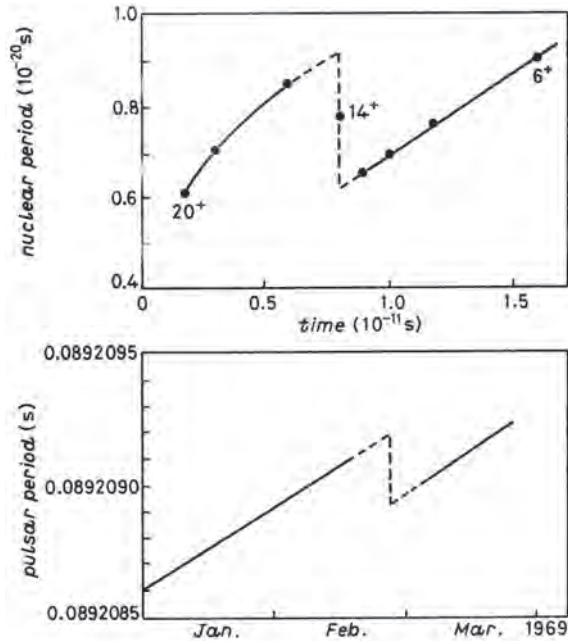 nuclear period (10⁻²⁰s)
1.0
0.8
0.6
0.4
20⁺
14⁺
6⁺
0
0.5
1.0
1.5
time (10⁻¹¹s)
pulsar period (s)
0.0892095
0.0892090
0.0892085
Jan.
Feb.
Mar. 1969